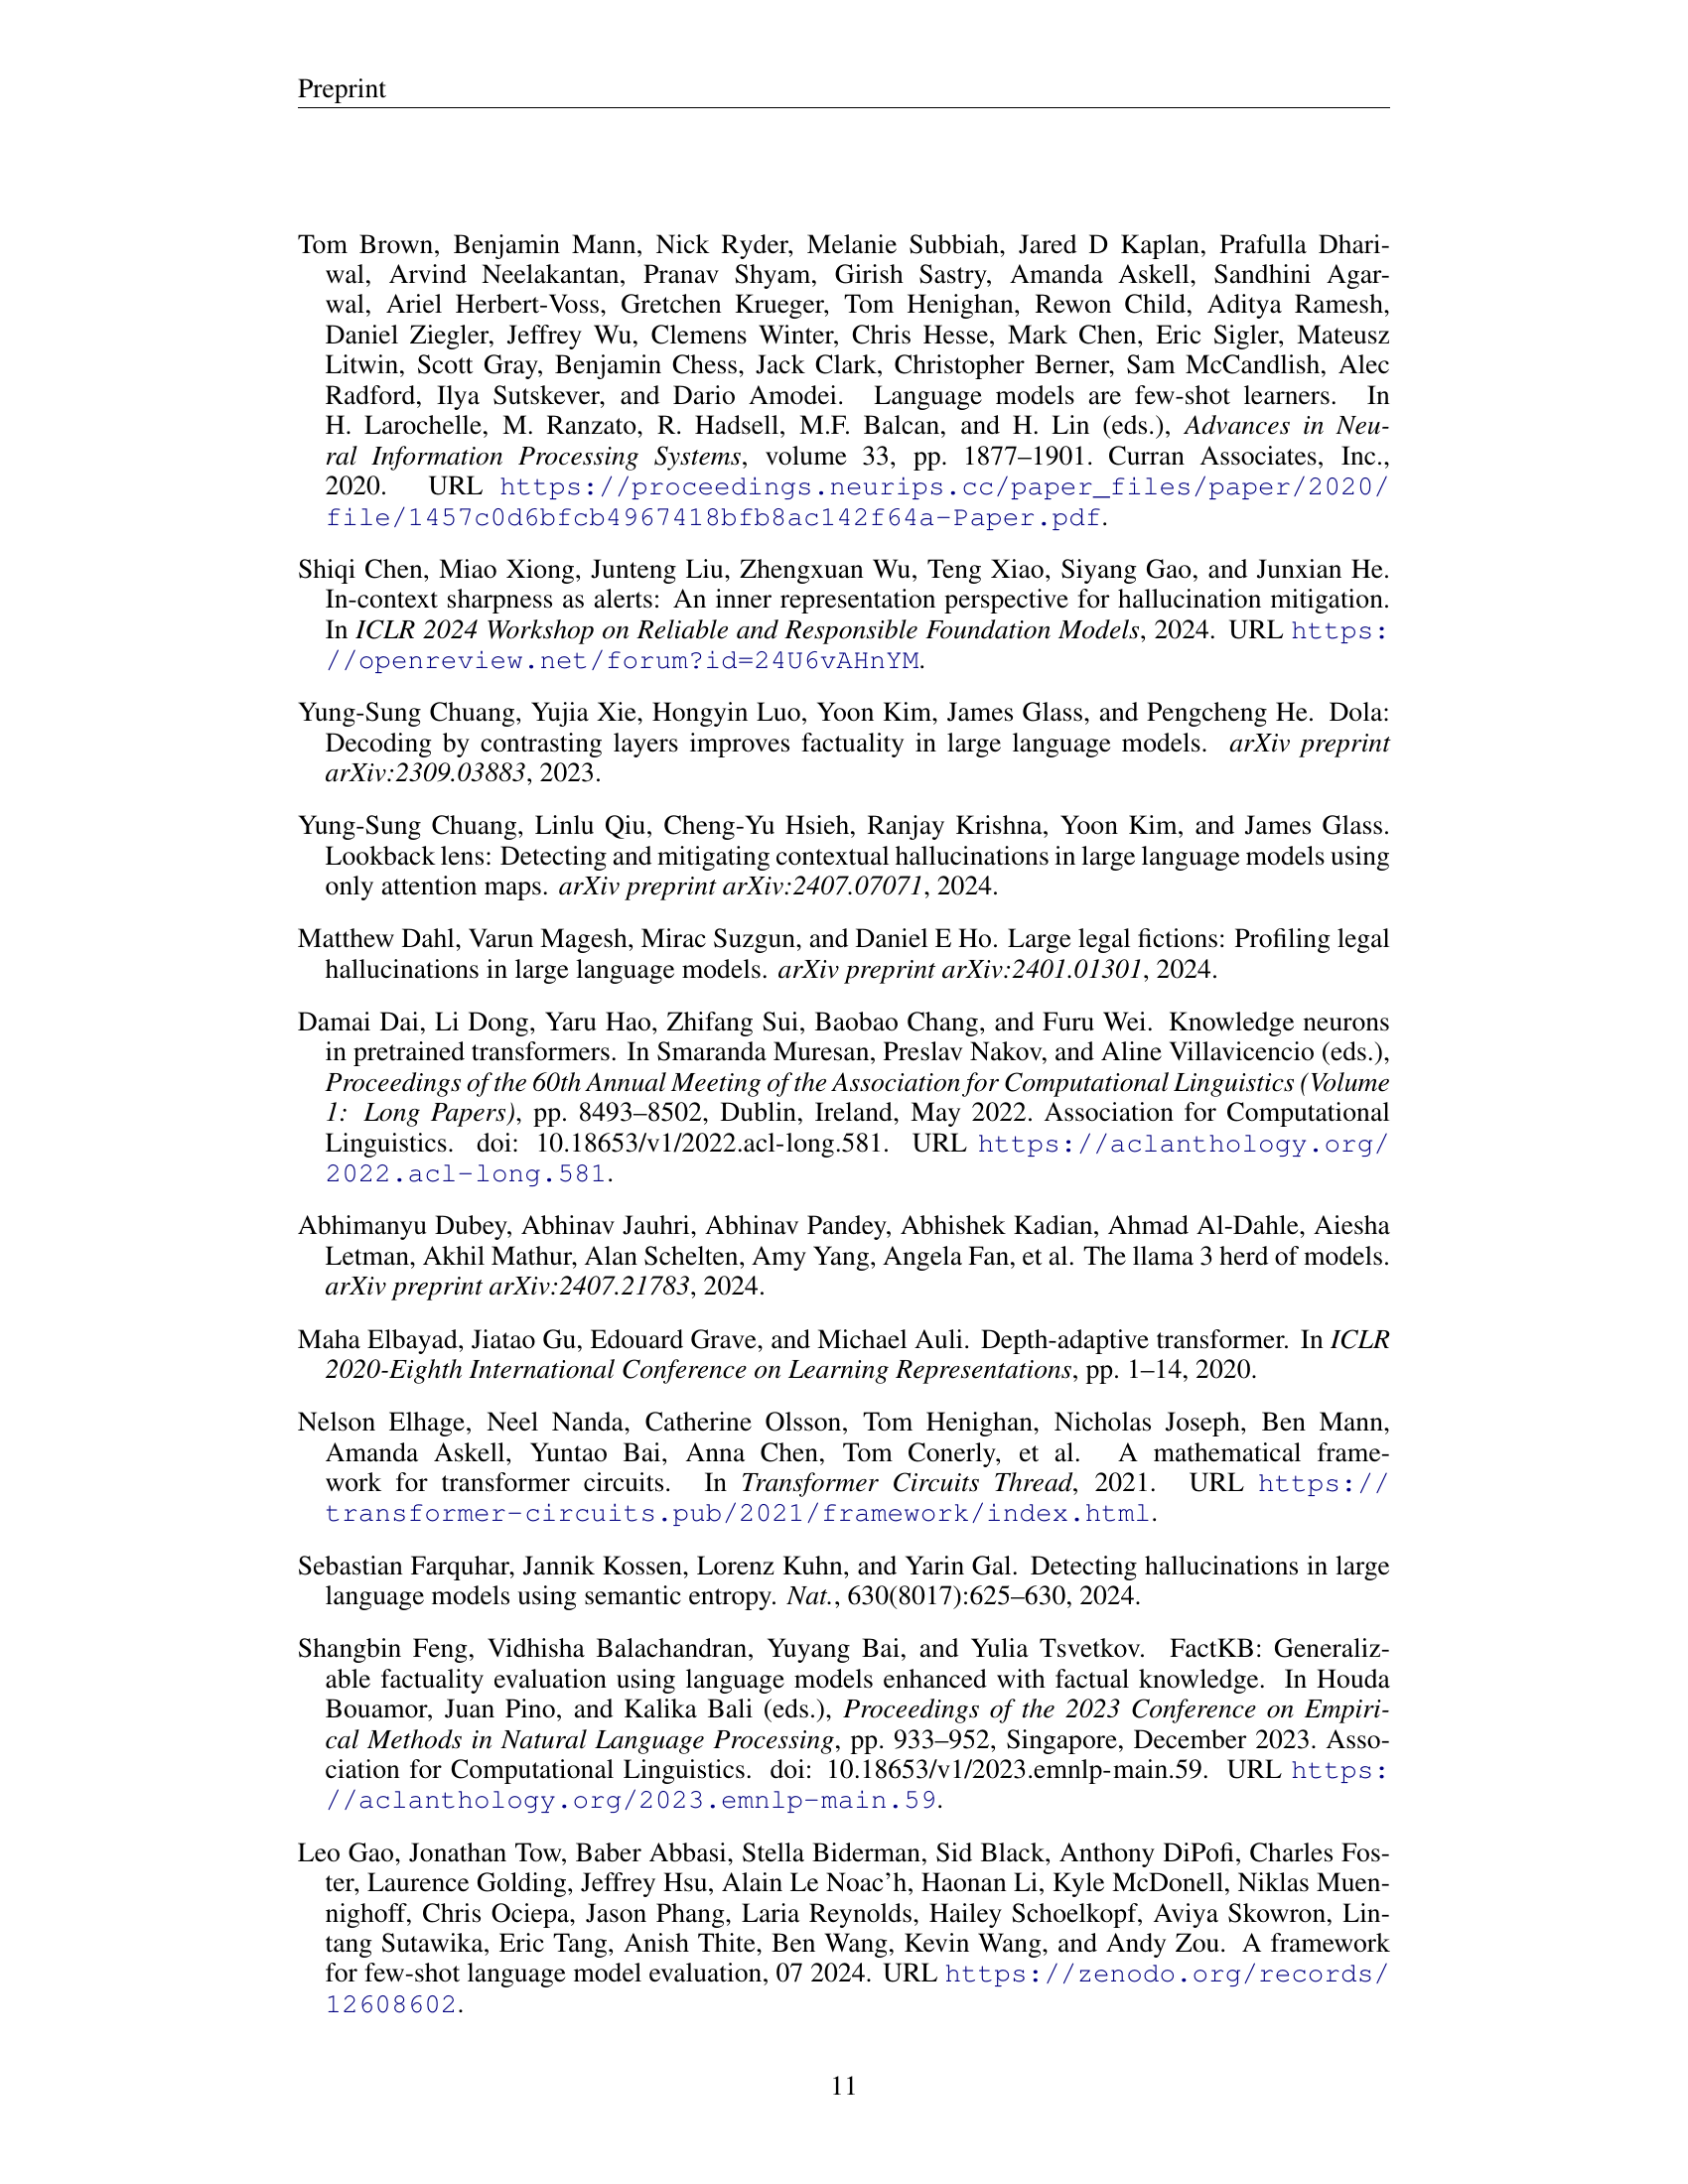 Preprint
Tom Brown, Benjamin Mann, Nick Ryder, Melanie Subbiah, Jared D Kaplan, Prafulla Dhari-
wal, Arvind Neelakantan, Pranav Shyam, Girish Sastry, Amanda Askell, Sandhini Agar-
wal, Ariel Herbert-Voss, Gretchen Krueger, Tom Henighan, Rewon Child, Aditya Ramesh,
Daniel Ziegler, Jeffrey Wu, Clemens Winter, Chris Hesse, Mark Chen, Eric Sigler, Mateusz
Litwin, Scott Gray, Benjamin Chess, Jack Clark, Christopher Berner, Sam McCandlish, Alec
Radford, Ilya Sutskever, and Dario Amodei. Language models are few-shot learners. In
H. Larochelle, M. Ranzato, R. Hadsell, M.F. Balcan, and H. Lin (eds.), Advances in Neu-
ral Information Processing Systems, volume 33, pp. 1877–1901. Curran Associates, Inc.,
2020. URL https://proceedings.neurips.cc/paper_files/paper/2020/
file/1457c0d6bfcb4967418bfb8ac142f64a-Paper.pdf.
Shiqi Chen, Miao Xiong, Junteng Liu, Zhengxuan Wu, Teng Xiao, Siyang Gao, and Junxian He.
In-context sharpness as alerts: An inner representation perspective for hallucination mitigation.
In ICLR 2024 Workshop on Reliable and Responsible Foundation Models, 2024. URL https:
//openreview.net/forum?id=24U6vAHnYM.
Yung-Sung Chuang, Yujia Xie, Hongyin Luo, Yoon Kim, James Glass, and Pengcheng He. Dola:
Decoding by contrasting layers improves factuality in large language models. arXiv preprint
arXiv:2309.03883, 2023.
Yung-Sung Chuang, Linlu Qiu, Cheng-Yu Hsieh, Ranjay Krishna, Yoon Kim, and James Glass.
Lookback lens: Detecting and mitigating contextual hallucinations in large language models using
only attention maps. arXiv preprint arXiv:2407.07071, 2024.
Matthew Dahl, Varun Magesh, Mirac Suzgun, and Daniel E Ho. Large legal fictions: Profiling legal
hallucinations in large language models. arXiv preprint arXiv:2401.01301, 2024.
Damai Dai, Li Dong, Yaru Hao, Zhifang Sui, Baobao Chang, and Furu Wei. Knowledge neurons
in pretrained transformers. In Smaranda Muresan, Preslav Nakov, and Aline Villavicencio (eds.),
Proceedings of the 60th Annual Meeting of the Association for Computational Linguistics (Volume
1: Long Papers), pp. 8493–8502, Dublin, Ireland, May 2022. Association for Computational
Linguistics. doi: 10.18653/v1/2022.acl-long.581. URL https://aclanthology.org/
2022.acl-long.581.
Abhimanyu Dubey, Abhinav Jauhri, Abhinav Pandey, Abhishek Kadian, Ahmad Al-Dahle, Aiesha
Letman, Akhil Mathur, Alan Schelten, Amy Yang, Angela Fan, et al. The llama 3 herd of models.
arXiv preprint arXiv:2407.21783, 2024.
Maha Elbayad, Jiatao Gu, Edouard Grave, and Michael Auli. Depth-adaptive transformer. In ICLR
2020-Eighth International Conference on Learning Representations, pp. 1–14, 2020.
Nelson Elhage, Neel Nanda, Catherine Olsson, Tom Henighan, Nicholas Joseph, Ben Mann,
Amanda Askell, Yuntao Bai, Anna Chen, Tom Conerly, et al. A mathematical frame-
work for transformer circuits. In Transformer Circuits Thread, 2021. URL https://
transformer-circuits.pub/2021/framework/index.html.
Sebastian Farquhar, Jannik Kossen, Lorenz Kuhn, and Yarin Gal. Detecting hallucinations in large
language models using semantic entropy. Nat., 630(8017):625–630, 2024.
Shangbin Feng, Vidhisha Balachandran, Yuyang Bai, and Yulia Tsvetkov. FactKB: Generaliz-
able factuality evaluation using language models enhanced with factual knowledge. In Houda
Bouamor, Juan Pino, and Kalika Bali (eds.), Proceedings of the 2023 Conference on Empiri-
cal Methods in Natural Language Processing, pp. 933–952, Singapore, December 2023. Asso-
ciation for Computational Linguistics. doi: 10.18653/v1/2023.emnlp-main.59. URL https:
//aclanthology.org/2023.emnlp-main.59.
Leo Gao, Jonathan Tow, Baber Abbasi, Stella Biderman, Sid Black, Anthony DiPofi, Charles Fos-
ter, Laurence Golding, Jeffrey Hsu, Alain Le Noac'h, Haonan Li, Kyle McDonell, Niklas Muen-
nighoff, Chris Ociepa, Jason Phang, Laria Reynolds, Hailey Schoelkopf, Aviya Skowron, Lin-
tang Sutawika, Eric Tang, Anish Thite, Ben Wang, Kevin Wang, and Andy Zou. A framework
for few-shot language model evaluation, 07 2024. URL https://zenodo.org/records/
12608602.
11